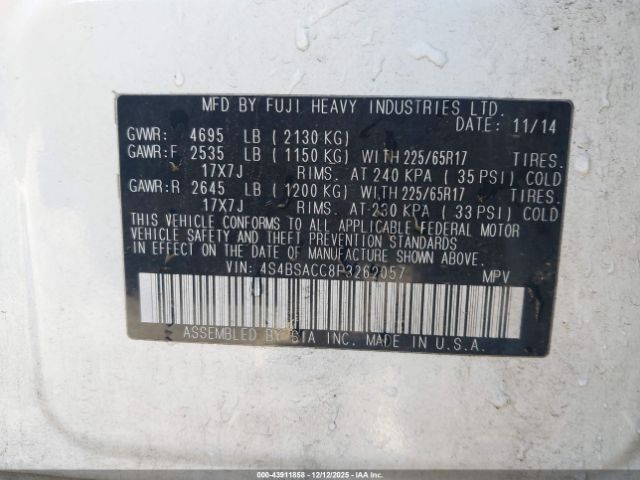 MFD BY FUJI HEAVY INDUSTRIES LTD.
DATE: 11/14
GVWR: 4695 LB ( 2130 KG)
GAWR:F 2535 LB ( 1150 KG) WITH 225/65R17 TIRES.
17X7J RIMS. AT 240 KPA ( 35 PSI) COLD
GAWR:R 2645 LB ( 1200 KG) WITH 225/65R17 TIRES.
17X7J RIMS. AT 230 KPA ( 33 PSI) COLD
THIS VEHICLE CONFORMS TO ALL APPLICABLE FEDERAL MOTOR
VEHICLE SAFETY AND THEFT PREVENTION STANDARDS
IN EFFECT ON THE DATE OF MANUFACTURE SHOWN ABOVE.
VIN: 4S4BSACC8F3262057 MPV
ASSEMBLED BY SIA INC. MADE IN U.S.A.
000-43911858 - 12/12/2025 - COPYRIGHT IAA